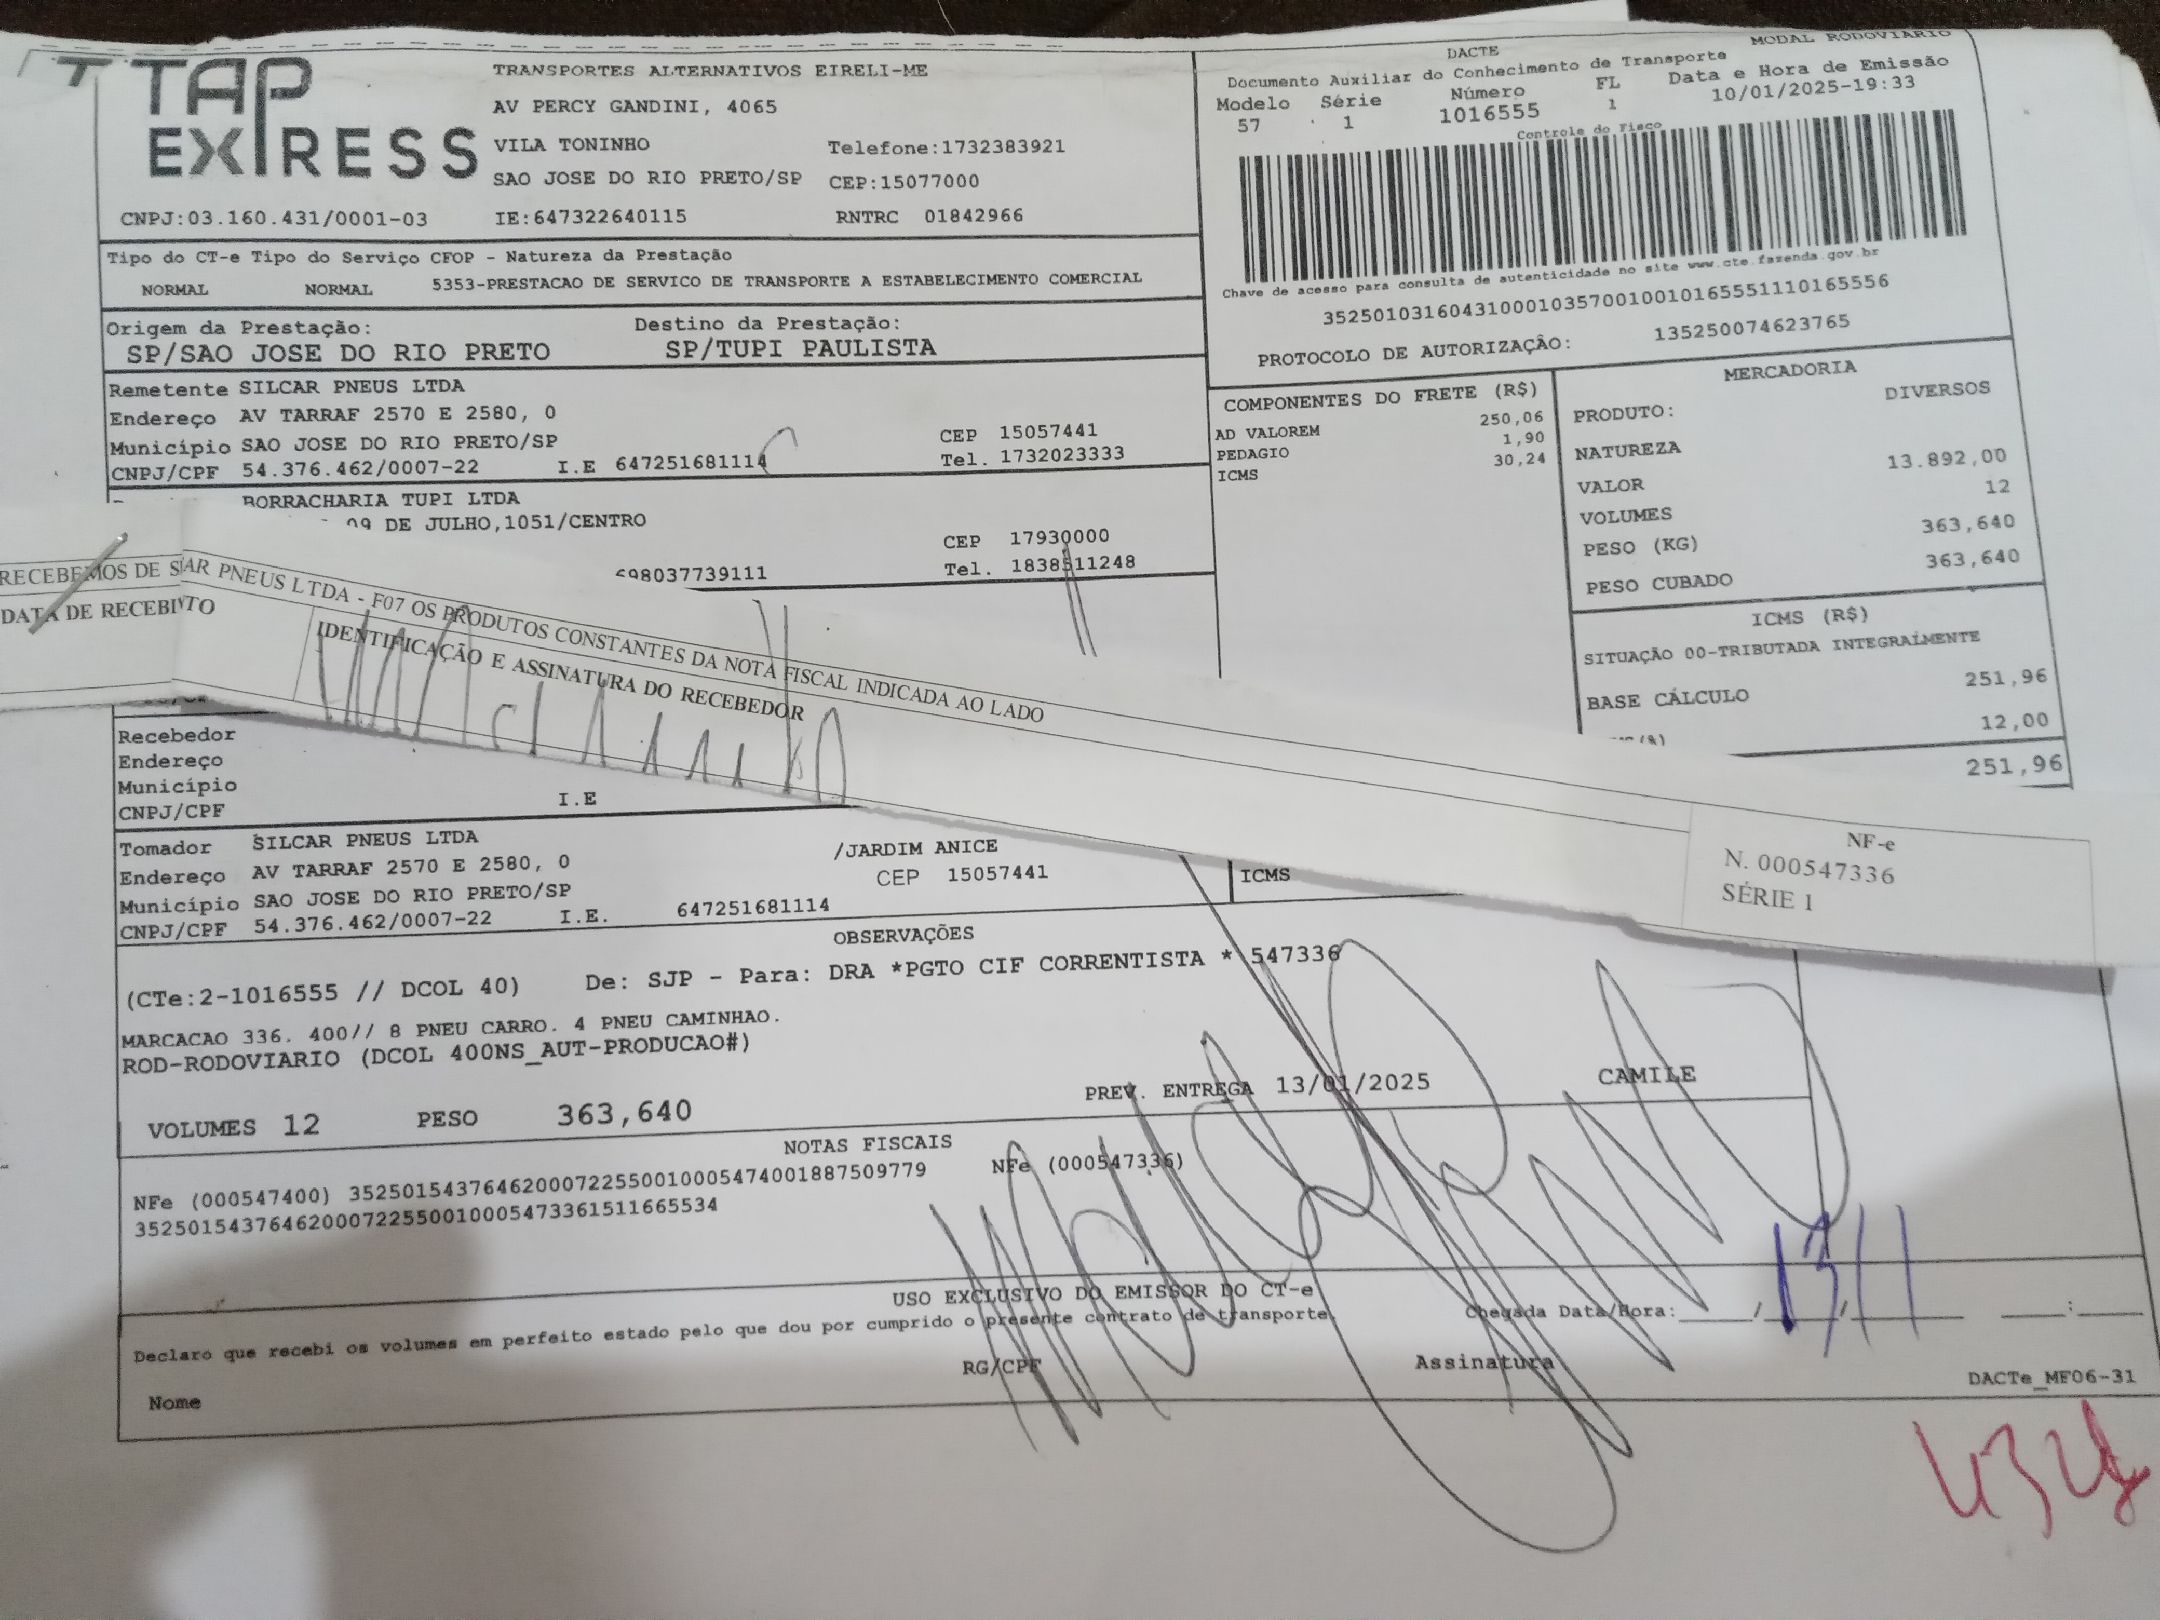 TAP EXPRESS
TRANSPORTES ALTERNATIVOS EIRELI-ME
AV PERCY GANDINI, 4065
VILA TONINHO Telefone:1732383921
SAO JOSE DO RIO PRETO/SP CEP:15077000
CNPJ:03.160.431/0001-03 IE:647322640115 RNTRC 01842966
MODAL RODOVIARIO
DACTE
Documento Auxiliar do Conhecimento de Transporte
Modelo Série Número FL Data e Hora de Emissão
57 1 1016555 1 10/01/2025-19:33
Controle do Fisco
Chave de acesso para consulta de autenticidade no site www.cte.fazenda.gov.br
35250103160431000103570010010165551110165556
PROTOCOLO DE AUTORIZAÇÃO: 135250074623765
Tipo do CT-e Tipo do Serviço CFOP - Natureza da Prestação
NORMAL NORMAL 5353-PRESTACAO DE SERVICO DE TRANSPORTE A ESTABELECIMENTO COMERCIAL
Origem da Prestação: Destino da Prestação:
SP/SAO JOSE DO RIO PRETO SP/TUPI PAULISTA
Remetente SILCAR PNEUS LTDA
Endereço AV TARRAF 2570 E 2580, 0
Município SAO JOSE DO RIO PRETO/SP CEP 15057441
CNPJ/CPF 54.376.462/0007-22 I.E 647251681114 Tel. 1732023333
BORRACHARIA TUPI LTDA
09 DE JULHO,1051/CENTRO
CEP 17930000
698037739111 Tel. 1838511248
COMPONENTES DO FRETE (R$)
AD VALOREM 250,06
PEDAGIO 1,90
ICMS 30,24
MERCADORIA
PRODUTO: DIVERSOS
NATUREZA
VALOR 13.892,00
VOLUMES 12
PESO (KG) 363,640
PESO CUBADO 363,640
ICMS (R$)
SITUAÇÃO 00-TRIBUTADA INTEGRALMENTE
BASE CÁLCULO 251,96
12,00
251,96
RECEBEMOS DE S AR PNEUS LTDA - F07 OS PRODUTOS CONSTANTES DA NOTA FISCAL INDICADA AO LADO
DATA DE RECEBI TO IDENTIFICAÇÃO E ASSINATURA DO RECEBEDOR
NF-e
N. 000547336
SÉRIE 1
Recebedor
Endereço
Município
CNPJ/CPF I.E
Tomador SILCAR PNEUS LTDA
Endereço AV TARRAF 2570 E 2580, 0 /JARDIM ANICE
Município SAO JOSE DO RIO PRETO/SP CEP 15057441
CNPJ/CPF 54.376.462/0007-22 I.E. 647251681114
ICMS
OBSERVAÇÕES
(CTe:2-1016555 // DCOL 40) De: SJP - Para: DRA *PGTO CIF CORRENTISTA * 547336
MARCACAO 336. 400// 8 PNEU CARRO. 4 PNEU CAMINHAO.
ROD-RODOVIARIO (DCOL 400NS_AUT-PRODUCAO#)
VOLUMES 12 PESO 363,640 PREV. ENTREGA 13/01/2025 CAMILE
NOTAS FISCAIS
NFe (000547400) 35250154376462000722550010005474001887509779 NFe (000547336)
35250154376462000722550010005473361511665534
USO EXCLUSIVO DO EMISSOR DO CT-e
Declaro que recebi os volumes em perfeito estado pelo que dou por cumprido o presente contrato de transporte. Chegada Data/Hora: / / :
13/1
Nome RG/CPF Assinatura
DACTe_MF06-31